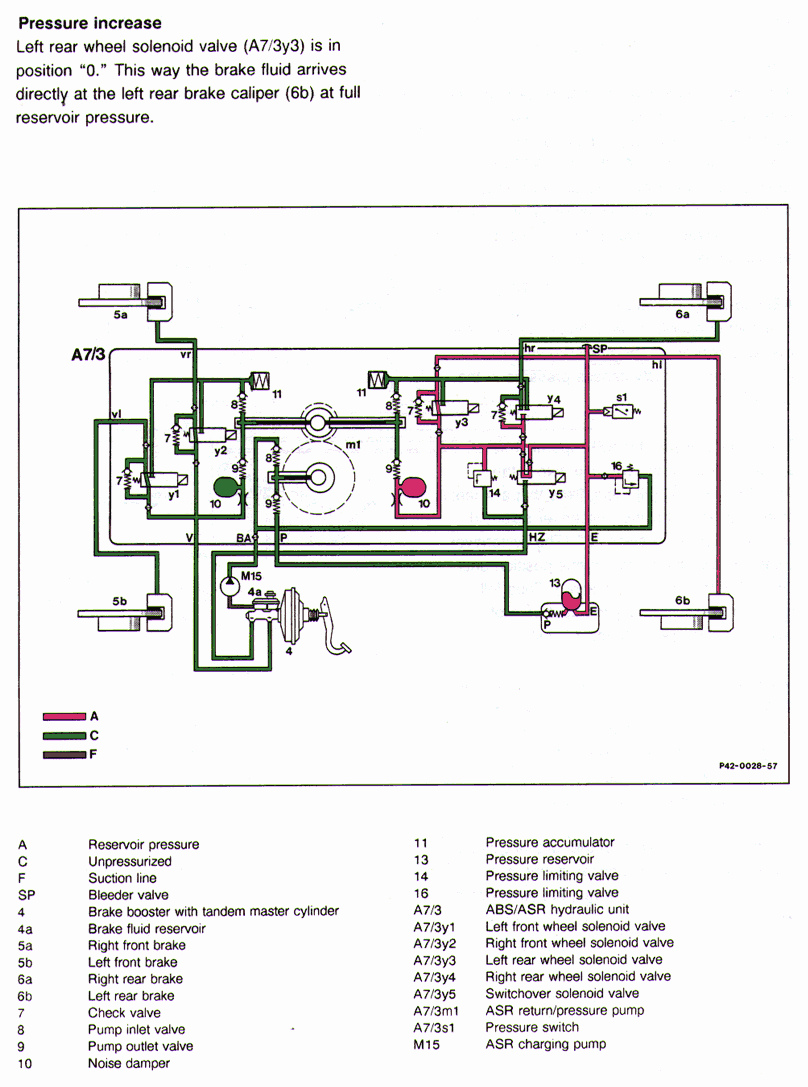 Pressure increase
Left rear wheel solenoid valve (A7/3y3) is in
position “0.” This way the brake fluid arrives
directly at the left rear brake caliper (6b) at full
reservoir pressure.
5a
6a
A7/3
vr
hr
SP
hl
11
11
8
8
vl
7
y2
7
y3
7
y4
s1
m1
9
8
9
16
7
y1
10
9
10
14
y5
V
BA
P
HZ
E
M15
4a
13
5b
6b
P
E
4
A
C
F
P42-0028-57
A Reservoir pressure
C Unpressurized
F Suction line
SP Bleeder valve
4 Brake booster with tandem master cylinder
4a Brake fluid reservoir
5a Right front brake
5b Left front brake
6a Right rear brake
6b Left rear brake
7 Check valve
8 Pump inlet valve
9 Pump outlet valve
10 Noise damper
11 Pressure accumulator
13 Pressure reservoir
14 Pressure limiting valve
16 Pressure limiting valve
A7/3 ABS/ASR hydraulic unit
A7/3y1 Left front wheel solenoid valve
A7/3y2 Right front wheel solenoid valve
A7/3y3 Left rear wheel solenoid valve
A7/3y4 Right rear wheel solenoid valve
A7/3y5 Switchover solenoid valve
A7/3m1 ASR return/pressure pump
A7/3s1 Pressure switch
M15 ASR charging pump